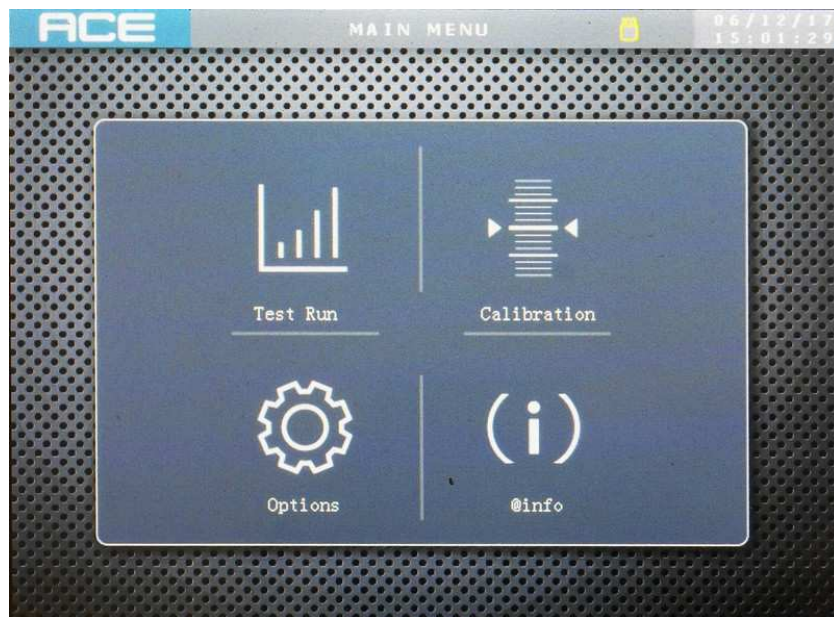 ACE
MAIN MENU
06/12/17
15:01:29
Test Run
Calibration
Options
@info